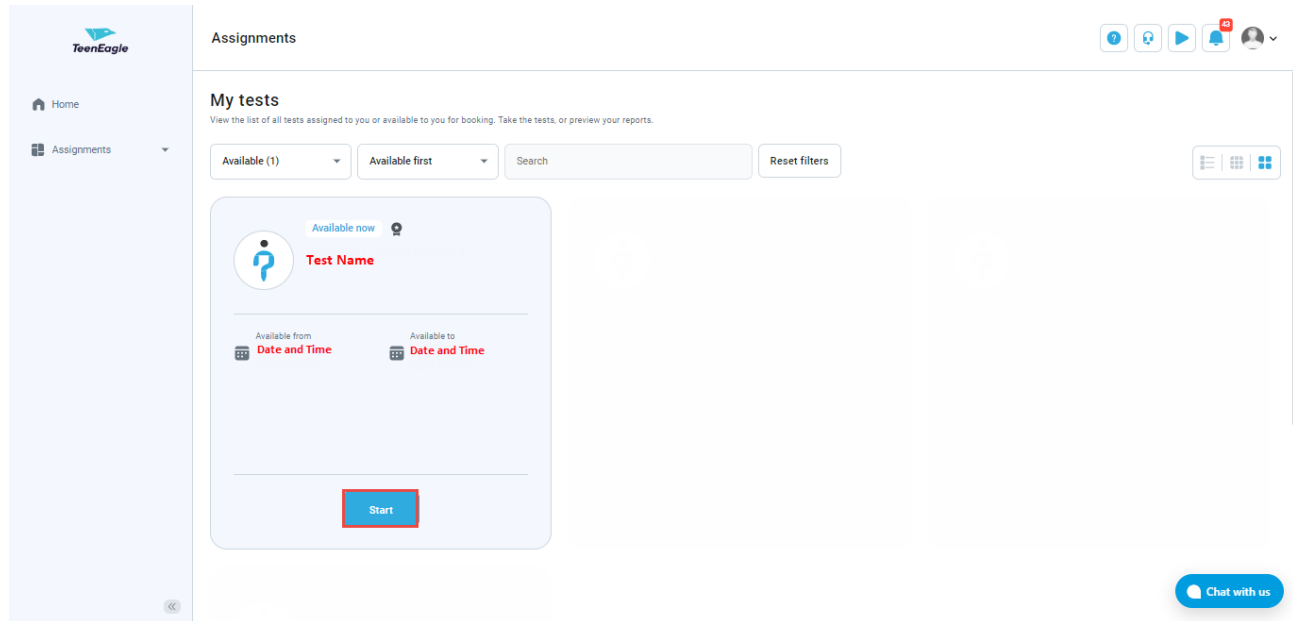 TeenEagle
Assignments
43
Home
Assignments
My tests
View the list of all tests assigned to you or available to you for booking. Take the tests, or preview your reports.
Available (1)
Available first
Search
Reset filters
Available now
Test Name
Available from
Date and Time
Available to
Date and Time
Start
Chat with us